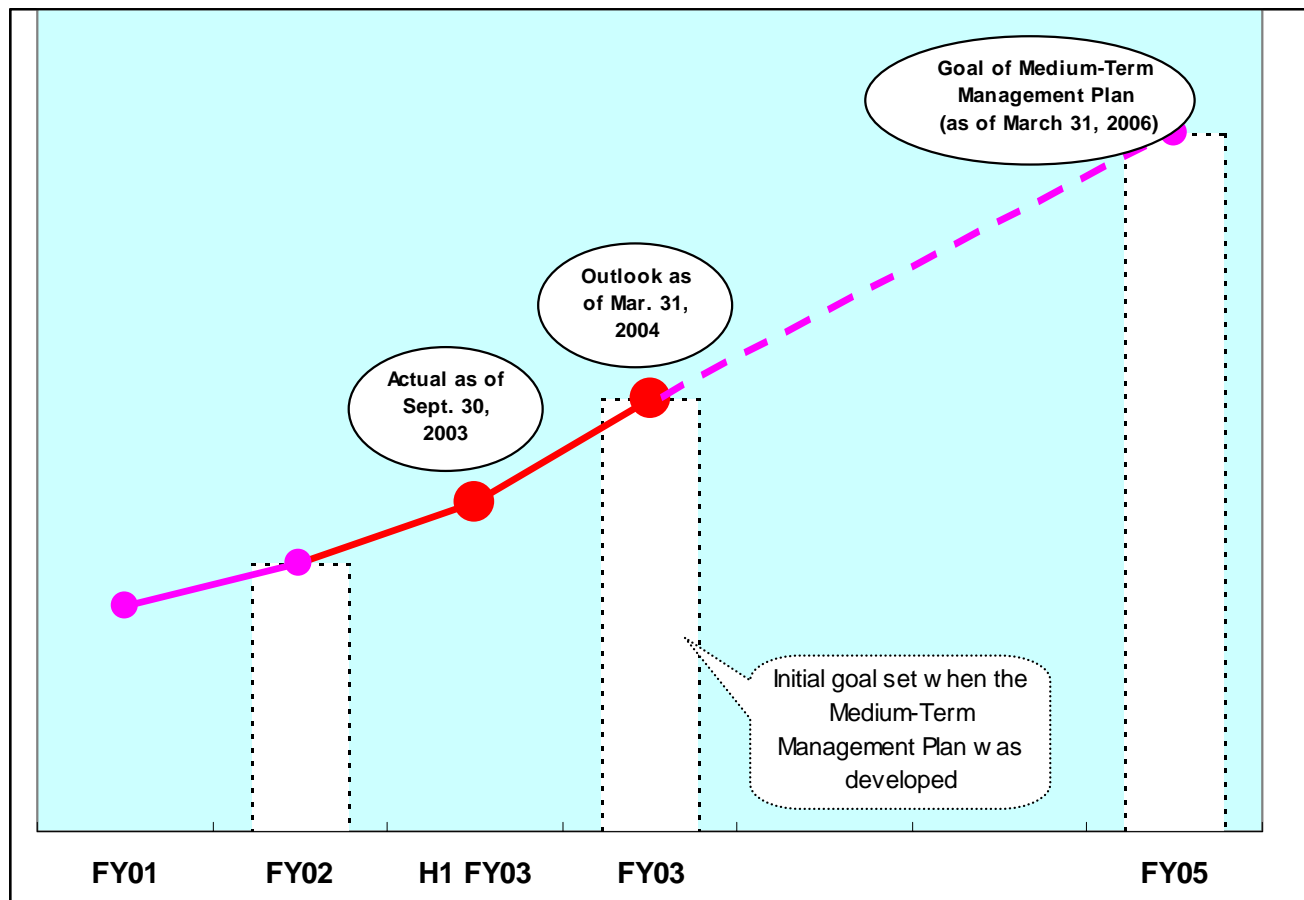 Goal of Medium-Term
Management Plan
(as of March 31, 2006)
Outlook as
of Mar. 31,
2004
Actual as of
Sept. 30,
2003
Initial goal set when the
Medium-Term
Management Plan was
developed
FY01 FY02 H1 FY03 FY03 FY05